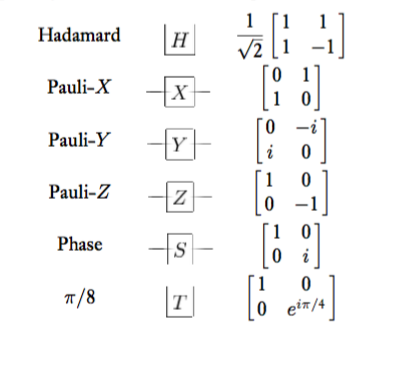 Hadamard H 1/√2 [1 1; 1 −1]
Pauli-X X [0 1; 1 0]
Pauli-Y Y [0 −i; i 0]
Pauli-Z Z [1 0; 0 −1]
Phase S [1 0; 0 i]
π/8 T [1 0; 0 e^{iπ/4}]